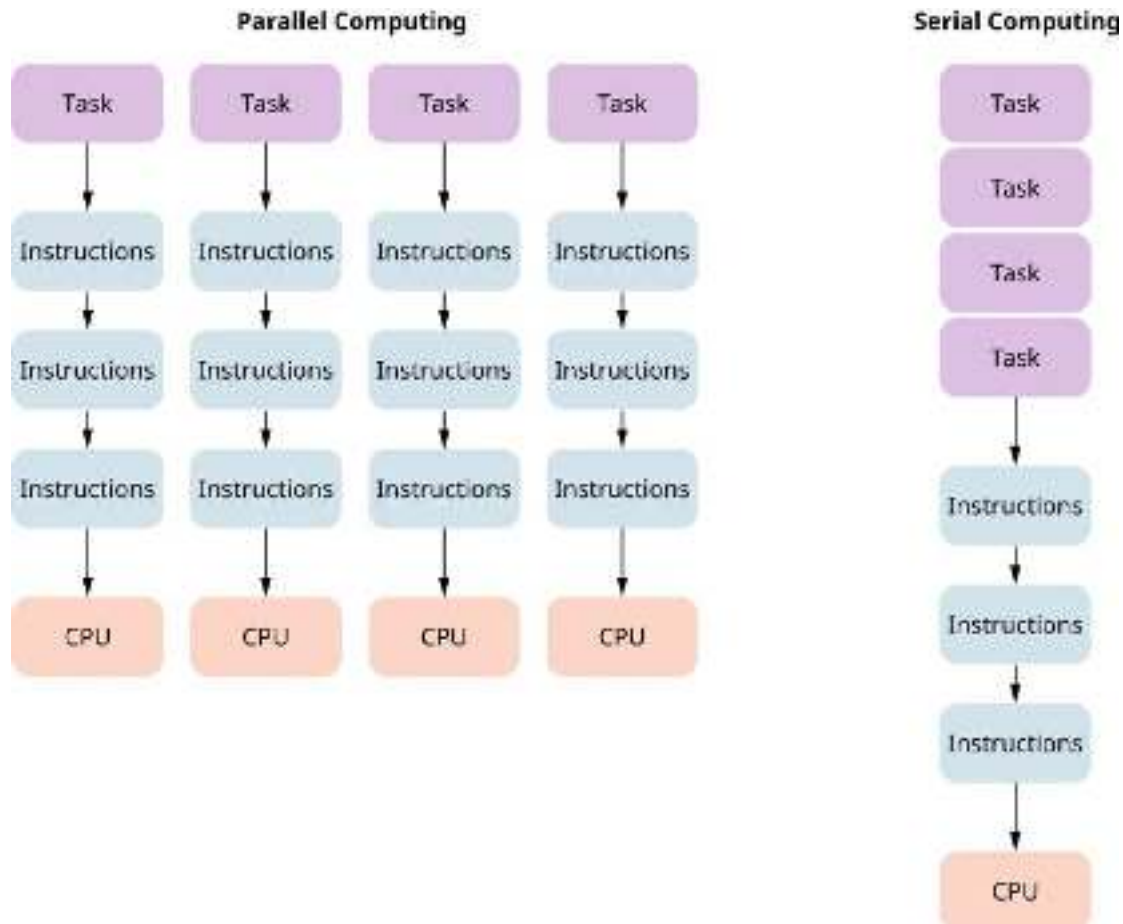 Parallel Computing
Task Task Task Task
Instructions Instructions Instructions Instructions
Instructions Instructions Instructions Instructions
Instructions Instructions Instructions Instructions
CPU CPU CPU CPU
Serial Computing
Task
Task
Task
Task
Instructions
Instructions
Instructions
CPU